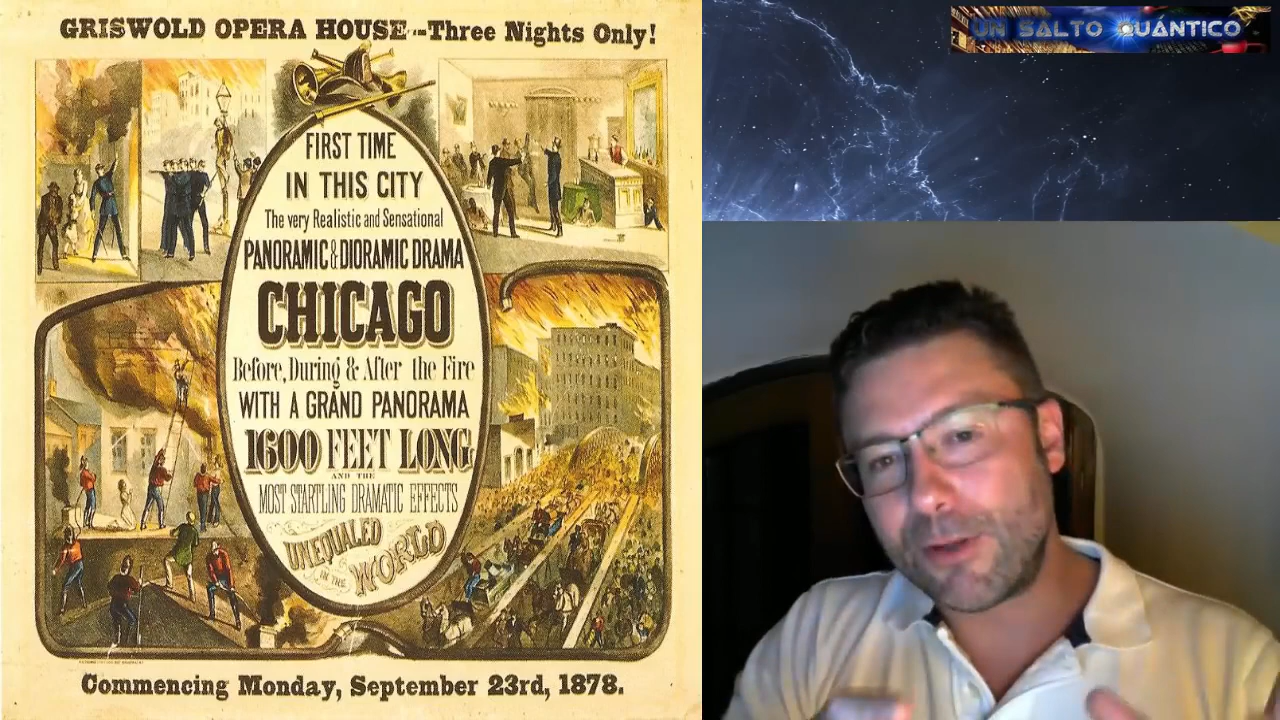 GRISWOLD OPERA HOUSE--Three Nights Only!
FIRST TIME
IN THIS CITY
The very Realistic and Sensational
PANORAMIC & DIORAMIC DRAMA
CHICAGO
Before, During & After the Fire
WITH A GRAND PANORAMA
1600 FEET LONG
AND THE
MOST STARTLING DRAMATIC EFFECTS
UNEQUALED
IN THE
WORLD
Commencing Monday, September 23rd, 1878.
UN SALTO QUÁNTICO